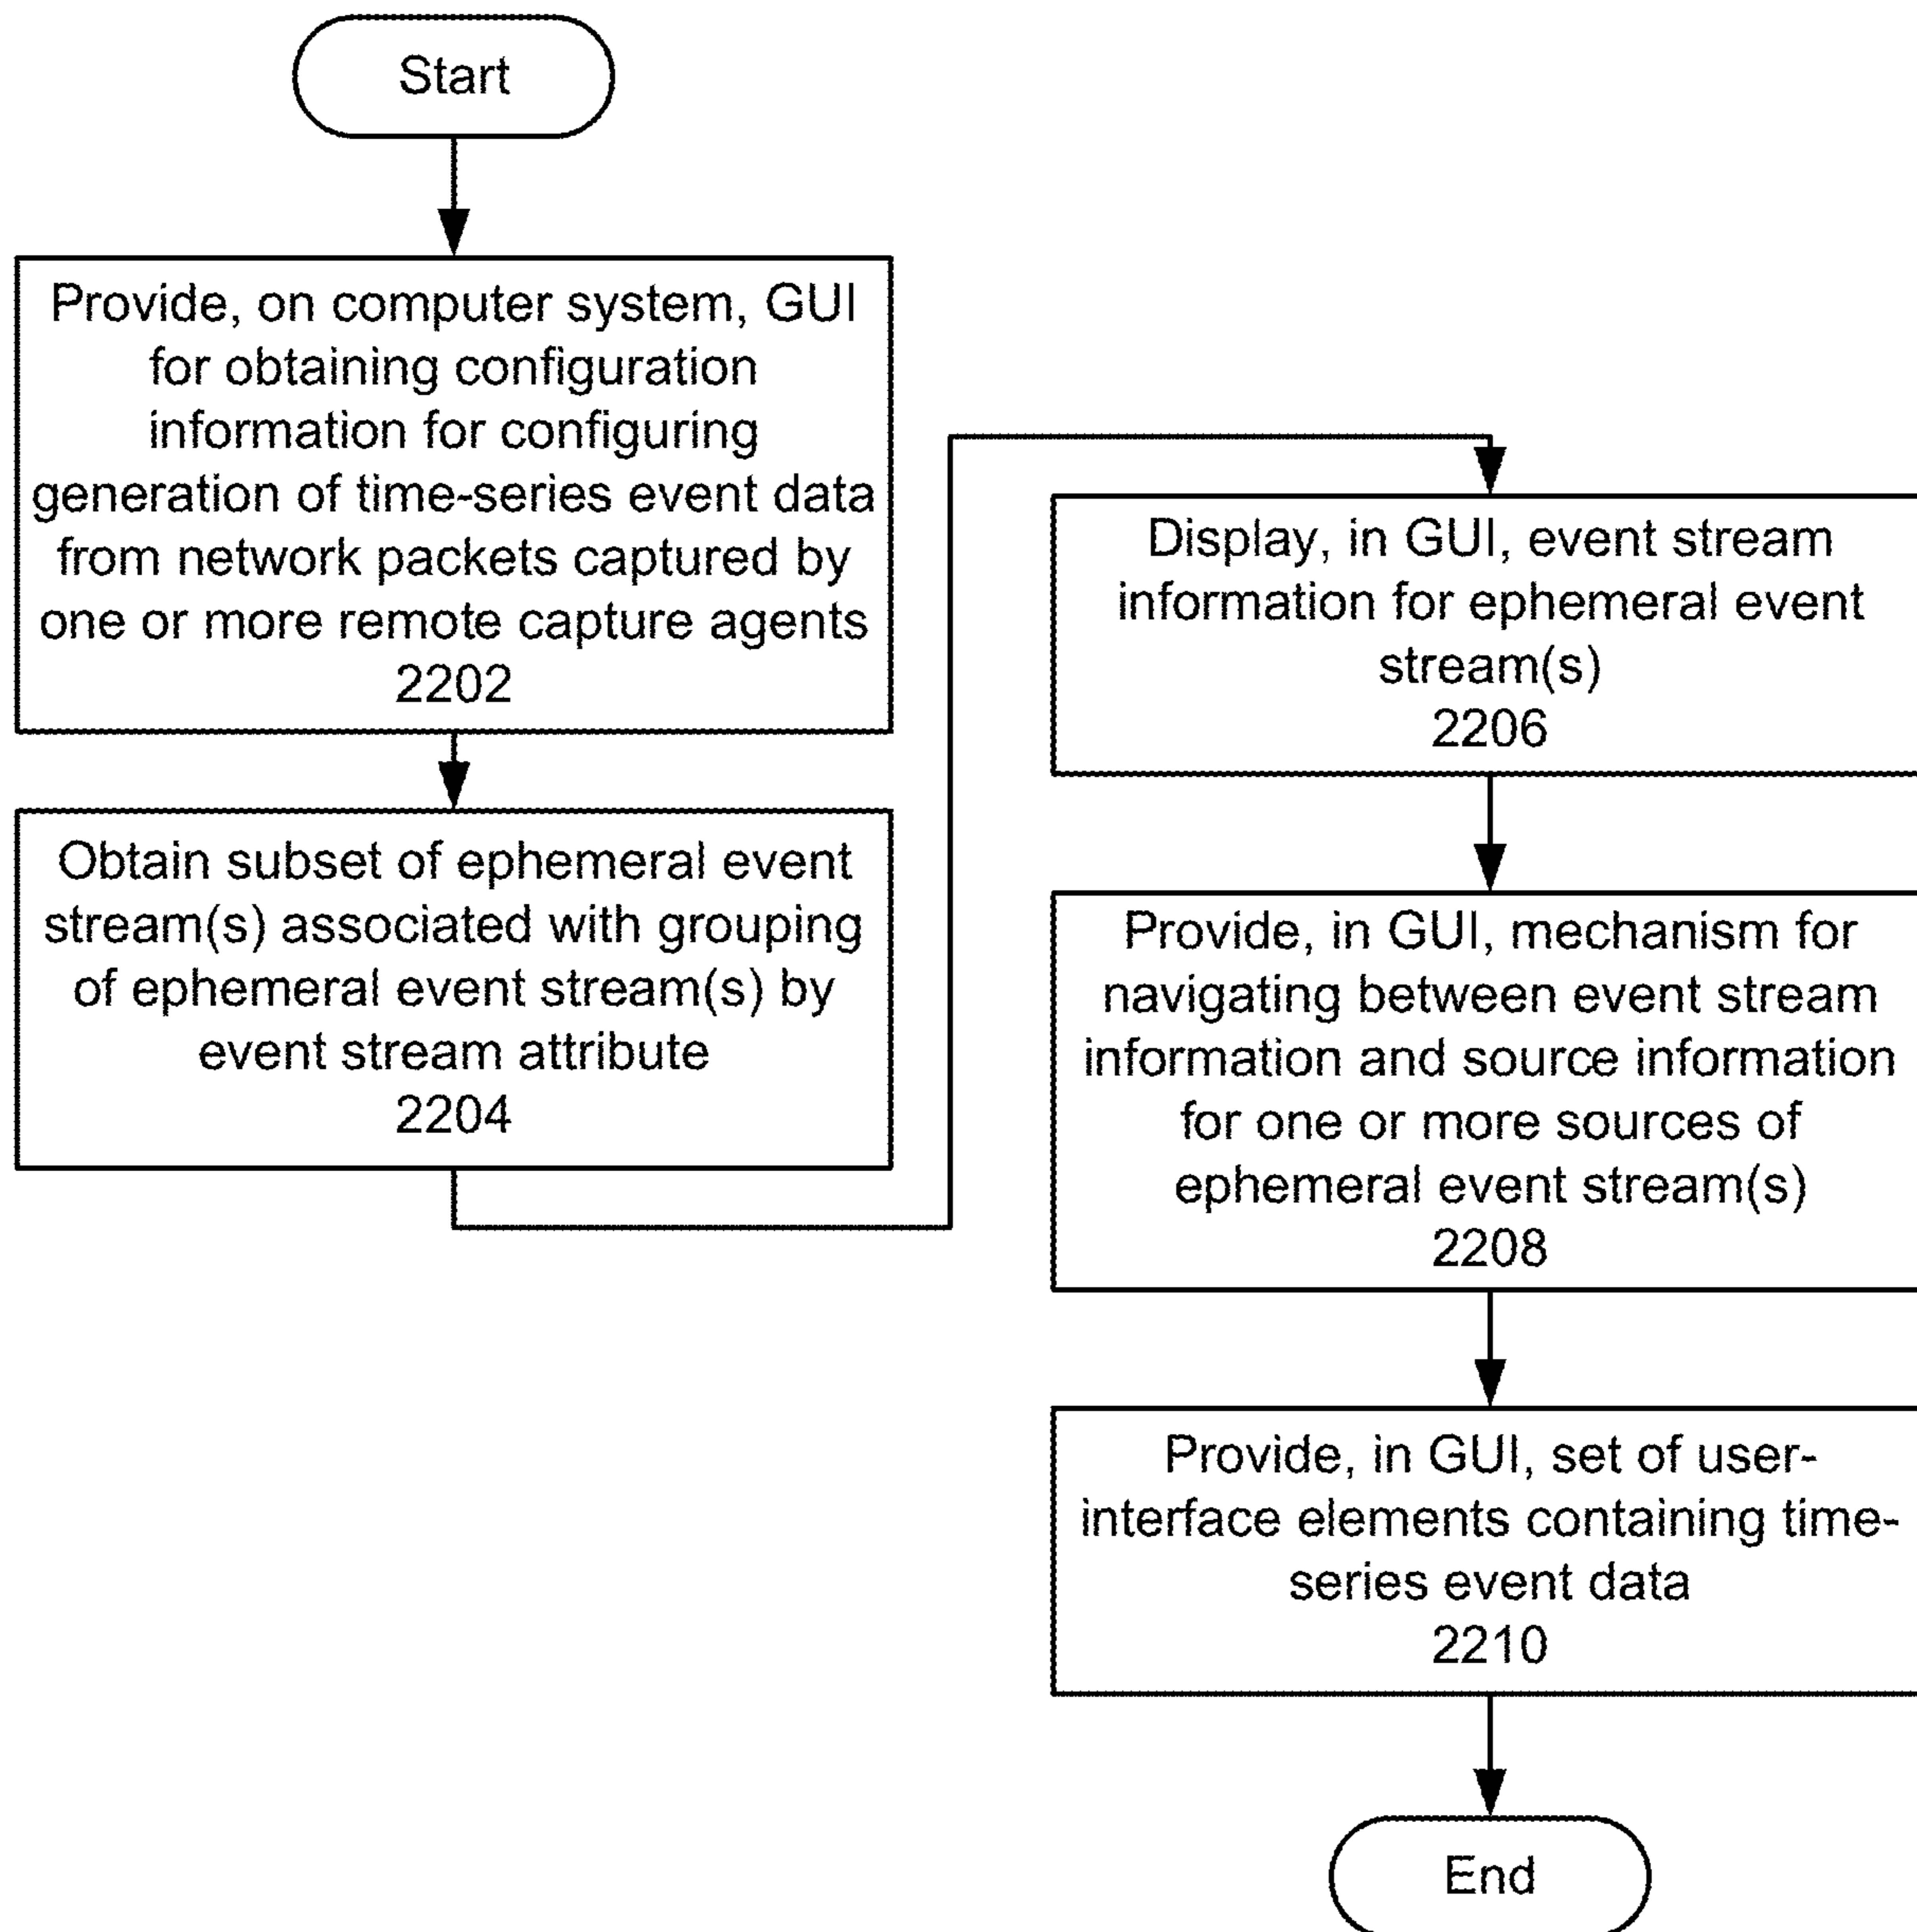 Start
Provide, on computer system, GUI
for obtaining configuration
information for configuring
generation of time-series event data
from network packets captured by
one or more remote capture agents
2202
Obtain subset of ephemeral event
stream(s) associated with grouping
of ephemeral event stream(s) by
event stream attribute
2204
Display, in GUI, event stream
information for ephemeral event
stream(s)
2206
Provide, in GUI, mechanism for
navigating between event stream
information and source information
for one or more sources of
ephemeral event stream(s)
2208
Provide, in GUI, set of user-
interface elements containing time-
series event data
2210
End